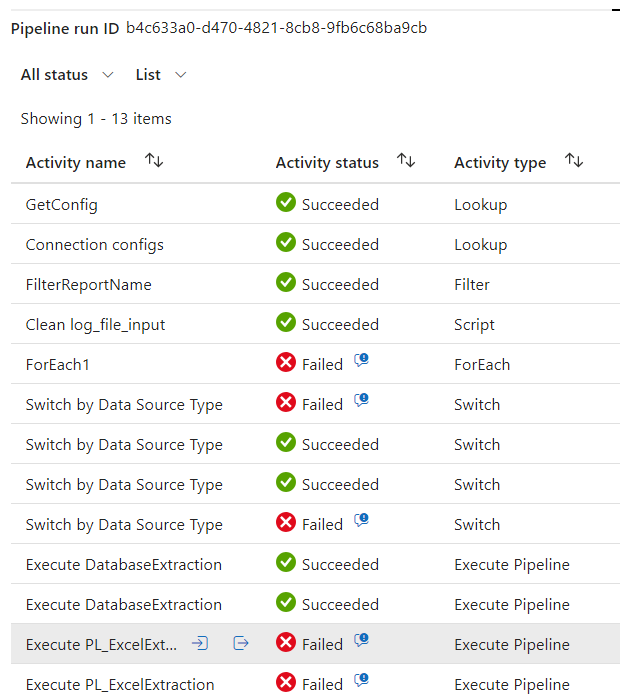 Pipeline run ID b4c633a0-d470-4821-8cb8-9fb6c68ba9cb
All status List
Showing 1 - 13 items
Activity name Activity status Activity type
GetConfig Succeeded Lookup
Connection configs Succeeded Lookup
FilterReportName Succeeded Filter
Clean log_file_input Succeeded Script
ForEach1 Failed ForEach
Switch by Data Source Type Failed Switch
Switch by Data Source Type Succeeded Switch
Switch by Data Source Type Succeeded Switch
Switch by Data Source Type Failed Switch
Execute DatabaseExtraction Succeeded Execute Pipeline
Execute DatabaseExtraction Succeeded Execute Pipeline
Execute PL_ExcelExt... Failed Execute Pipeline
Execute PL_ExcelExtraction Failed Execute Pipeline